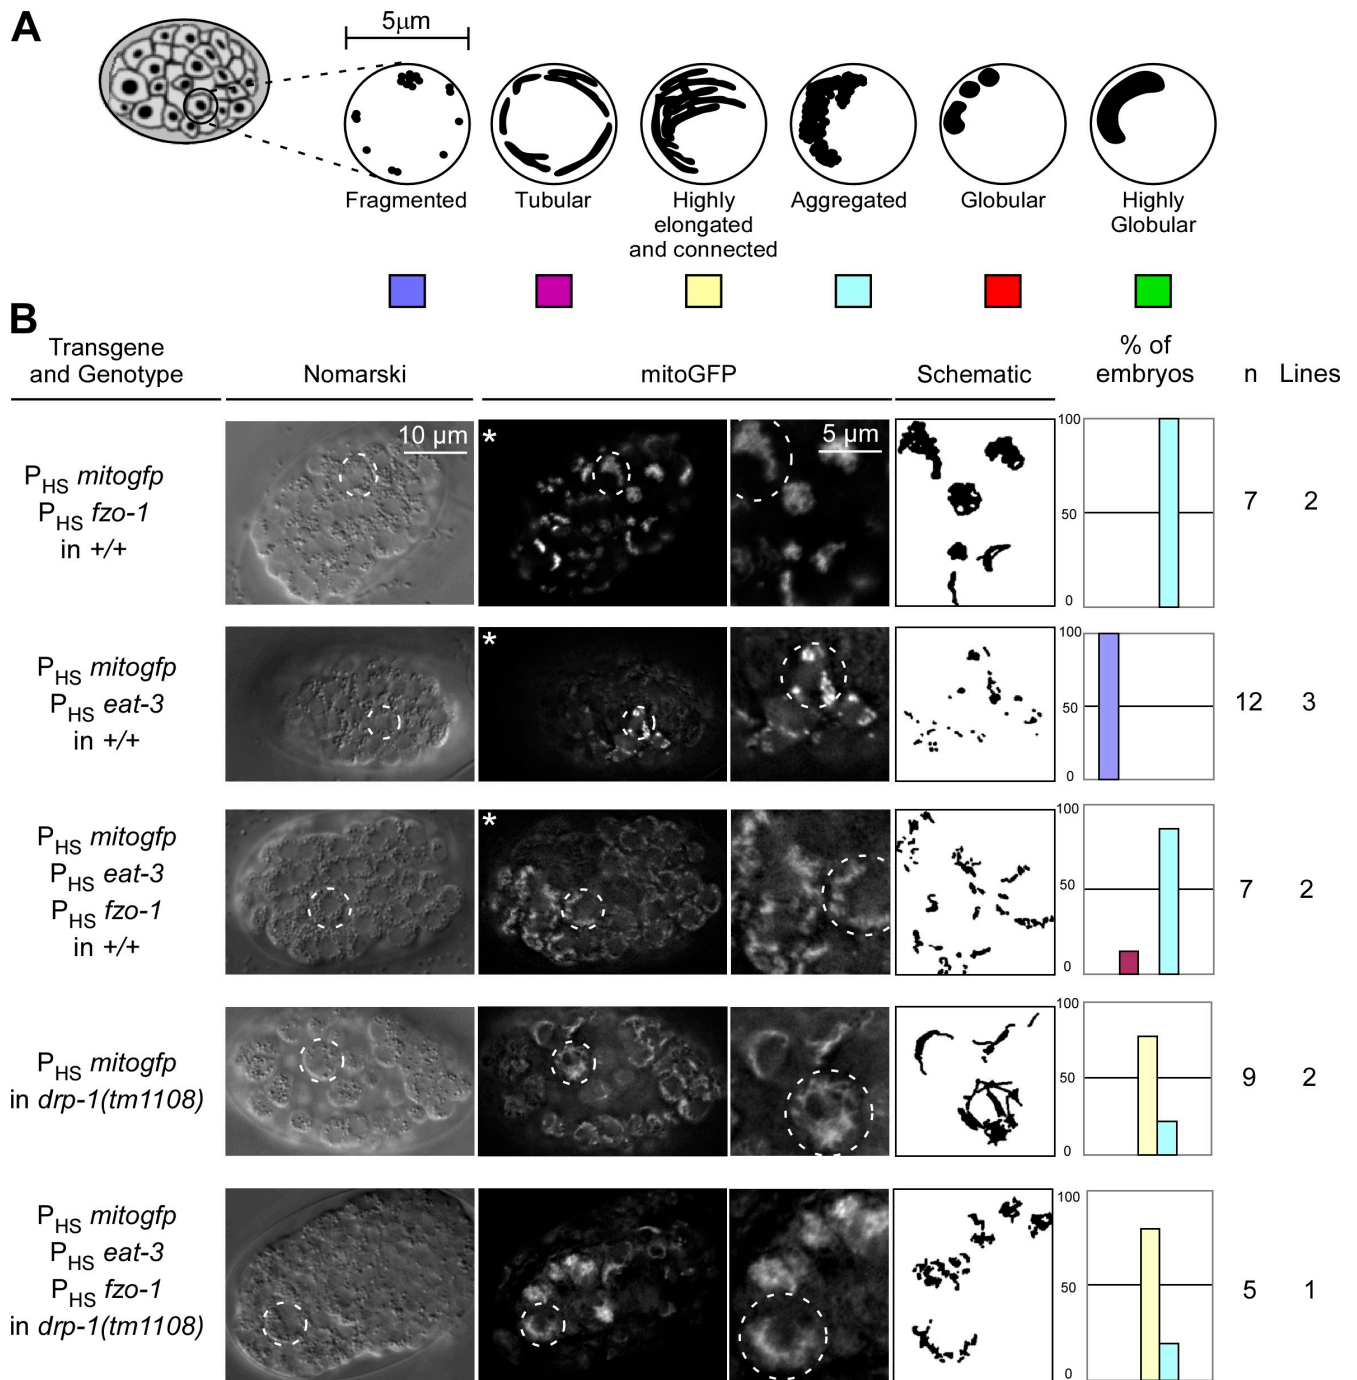 A
5μm
Fragmented
Tubular
Highly
elongated
and connected
Aggregated
Globular
Highly
Globular
B
Transgene
and Genotype
Nomarski
mitoGFP
Schematic
% of
embryos
n
Lines
PHS mitogfp
PHS fzo-1
in +/+
10 μm
*
5 μm
100
50
0
7
2
PHS mitogfp
PHS eat-3
in +/+
*
100
50
0
12
3
PHS mitogfp
PHS eat-3
PHS fzo-1
in +/+
*
100
50
0
7
2
PHS mitogfp
in drp-1(tm1108)
100
50
0
9
2
PHS mitogfp
PHS eat-3
PHS fzo-1
in drp-1(tm1108)
100
50
0
5
1